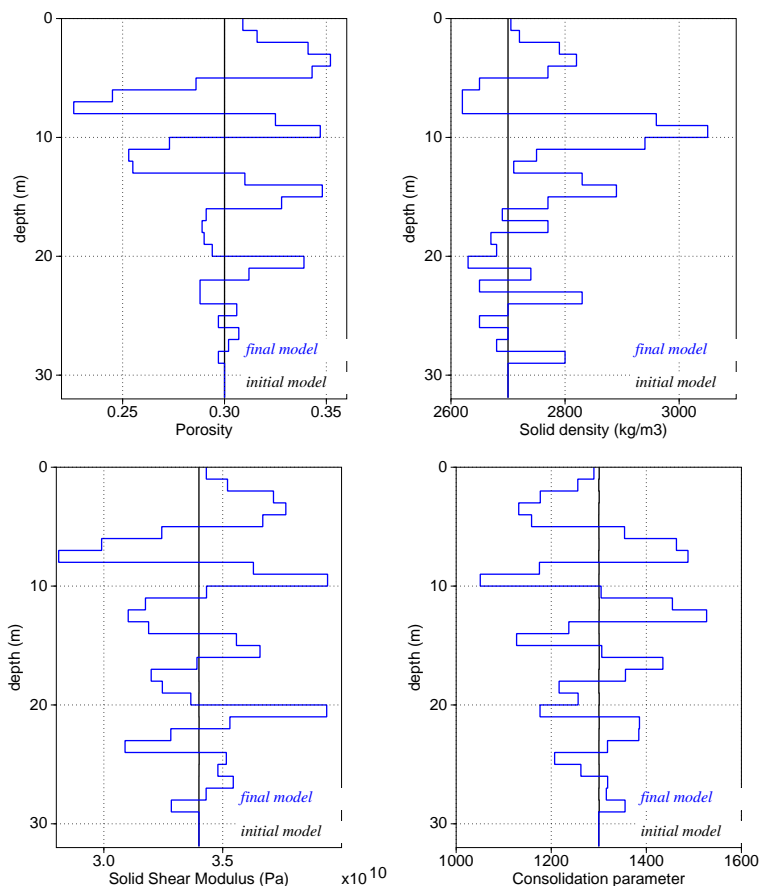 0
10
20
30
depth (m)
0.25 0.30 0.35
Porosity
final model
initial model
0
10
20
30
depth (m)
2600 2800 3000
Solid density (kg/m3)
final model
initial model
0
10
20
30
depth (m)
3.0 3.5
Solid Shear Modulus (Pa) x10 10
final model
initial model
0
10
20
30
depth (m)
1000 1200 1400 1600
Consolidation parameter
final model
initial model